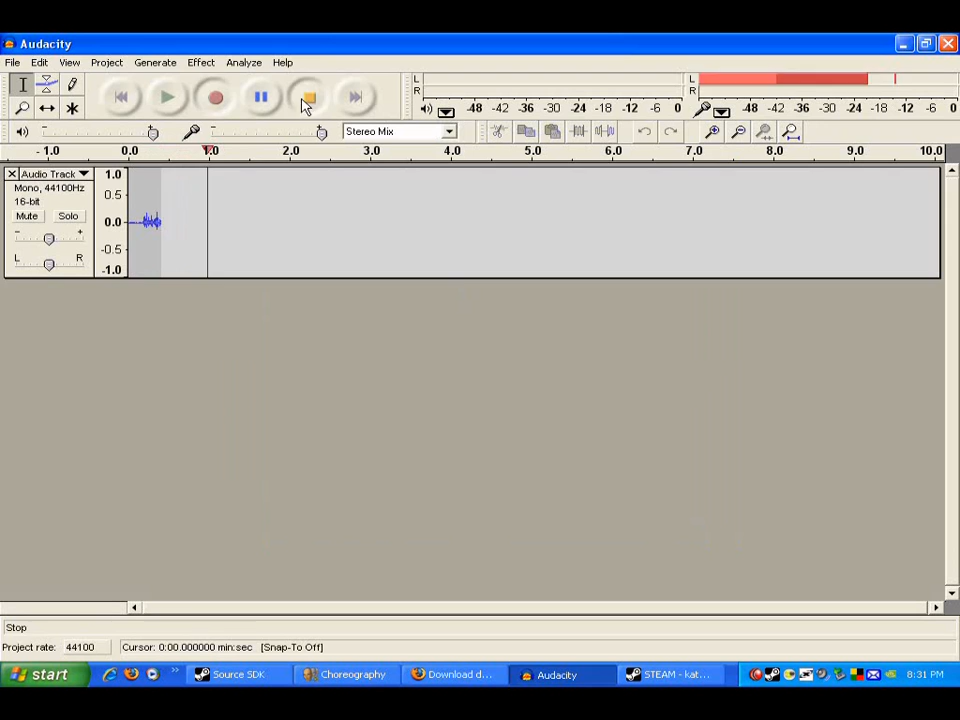 Audacity
File Edit View Project Generate Effect Analyze Help
L
R
-48 -36 -24 -18 -12 -6 0
L
R
-48 -36 -24 -18 -12 -6 0
- + - + Stereo Mix
-1.0 0.0 1.0 2.0 3.0 4.0 5.0 6.0 7.0 8.0 9.0 10.0
Audio Track
Mono, 44100Hz
16-bit
Mute Solo
- +
L R
1.0
0.5
0.0
-0.5
-1.0
Stop
Project rate: 44100 Cursor: 0:00.000000 min:sec [Snap-To Off]
start Source SDK Choreography Download d... Audacity STEAM - kat... 8:31 PM